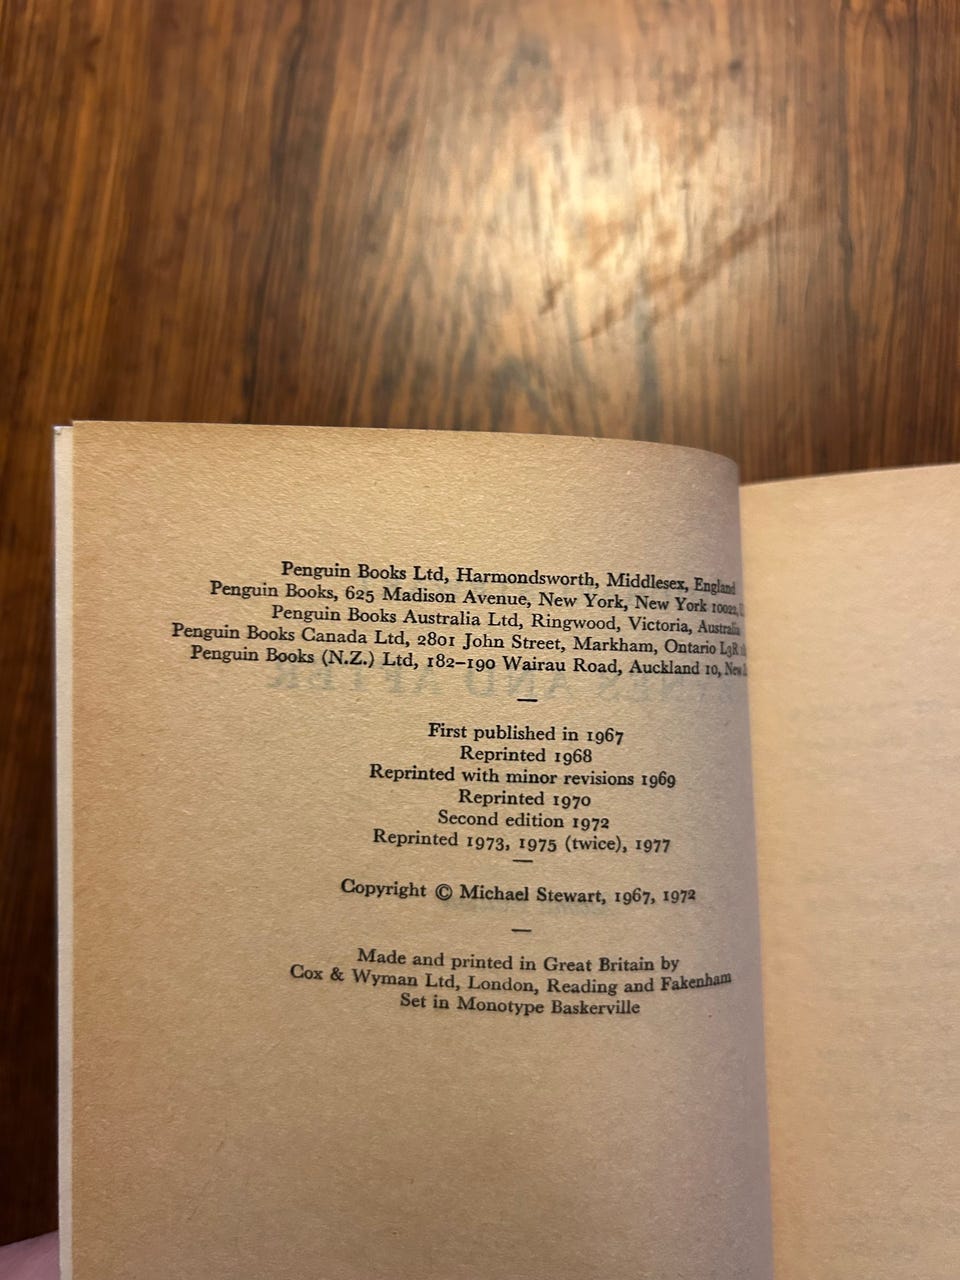 Penguin Books Ltd, Harmondsworth, Middlesex, England
Penguin Books, 625 Madison Avenue, New York, New York 10022,
Penguin Books Australia Ltd, Ringwood, Victoria, Australia
Penguin Books Canada Ltd, 2801 John Street, Markham, Ontario L3R
Penguin Books (N.Z.) Ltd, 182–190 Wairau Road, Auckland 10, New
—
First published in 1967
Reprinted 1968
Reprinted with minor revisions 1969
Reprinted 1970
Second edition 1972
Reprinted 1973, 1975 (twice), 1977
—
Copyright © Michael Stewart, 1967, 1972
—
Made and printed in Great Britain by
Cox & Wyman Ltd, London, Reading and Fakenham
Set in Monotype Baskerville